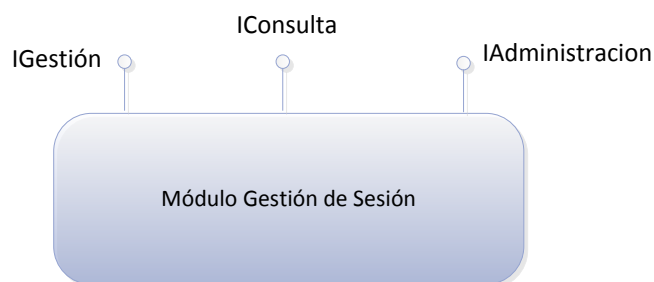 IConsulta
IGestión
IAdministracion
Módulo Gestión de Sesión